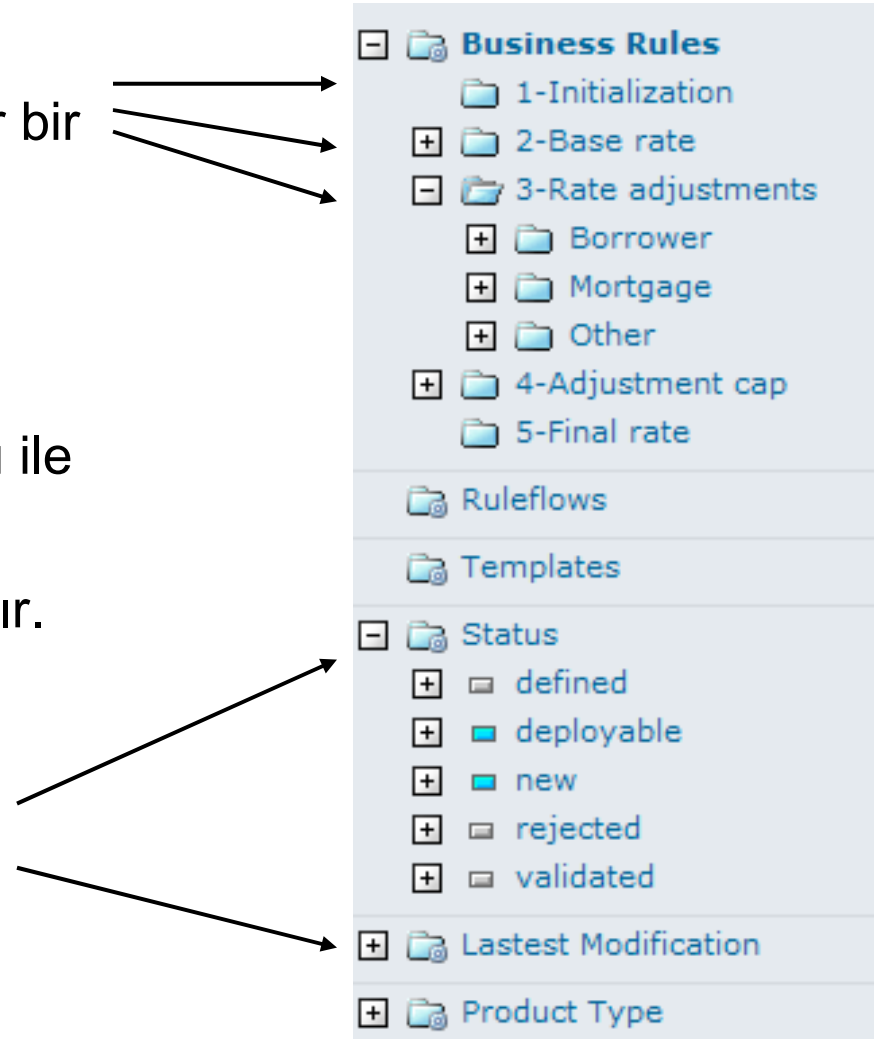 Business Rules
1-Initialization
bir
2-Base rate
3-Rate adjustments
Borrower
Mortgage
Other
4-Adjustment cap
5-Final rate
ile
Ruleflows
Templates
Status
defined
deployable
new
rejected
validated
Lastest Modification
Product Type